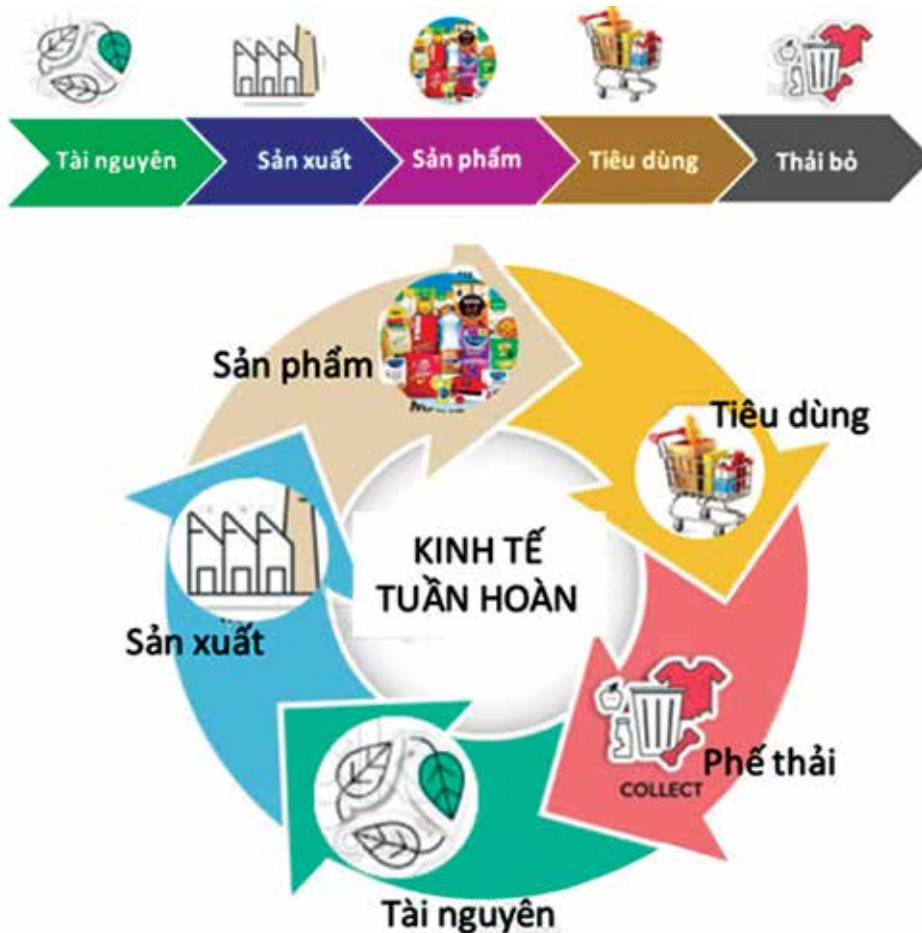 Tài nguyên
Sản xuất
Sản phẩm
Tiêu dùng
Thải bỏ
Sản phẩm
Tiêu dùng
KINH TẾ
TUẦN HOÀN
Sản xuất
Phế thải
COLLECT
Tài nguyên